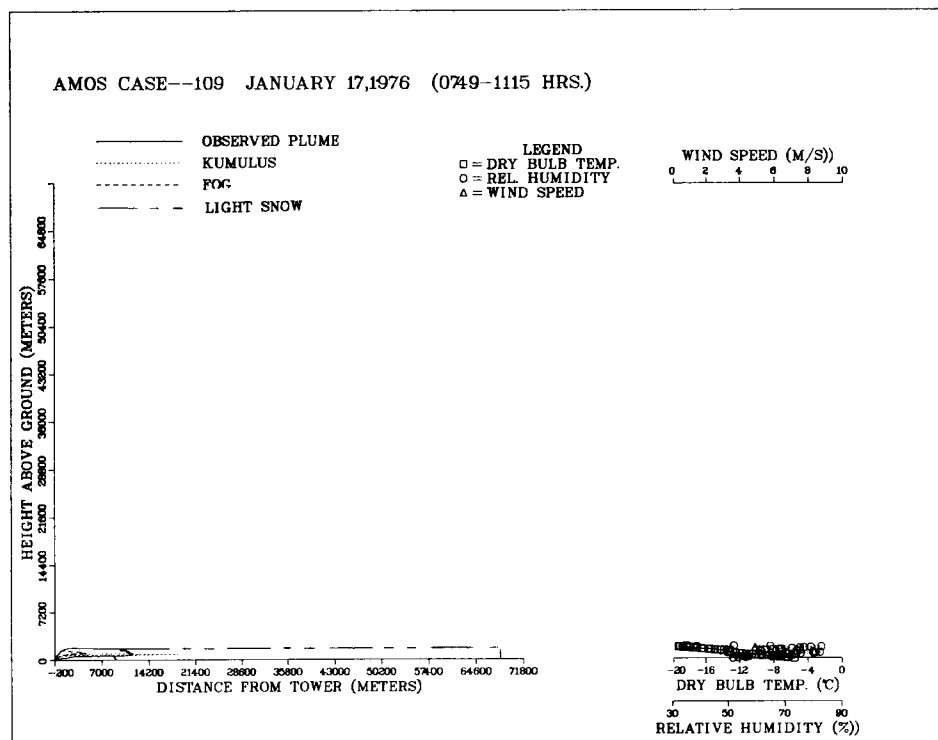 AMOS CASE--109 JANUARY 17,1976 (0749-1115 HRS.)
OBSERVED PLUME
KUMULUS
FOG
LIGHT SNOW
LEGEND
□ = DRY BULB TEMP.
○ = REL. HUMIDITY
△ = WIND SPEED
WIND SPEED (M/S))
0 2 4 6 8 10
HEIGHT ABOVE GROUND (METERS)
64800
57600
50400
43200
36000
28800
21600
14400
7200
0
-200 7000 14200 21400 28600 35800 43000 50200 57400 64600 71800
DISTANCE FROM TOWER (METERS)
-20 -16 -12 -8 -4 0
DRY BULB TEMP. (°C)
30 50 70 90
RELATIVE HUMIDITY (%))